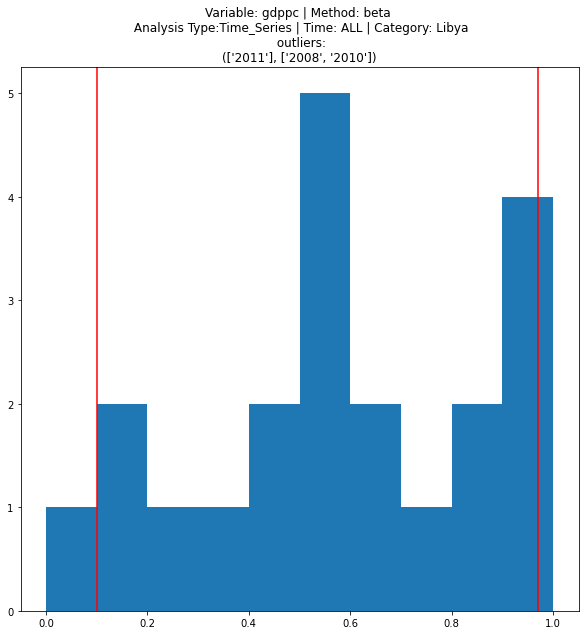 Variable: gdppc | Method: beta
Analysis Type:Time_Series | Time: ALL | Category: Libya
outliers:
(['2011'], ['2008', '2010'])
5
4
3
2
1
0
0.0 0.2 0.4 0.6 0.8 1.0